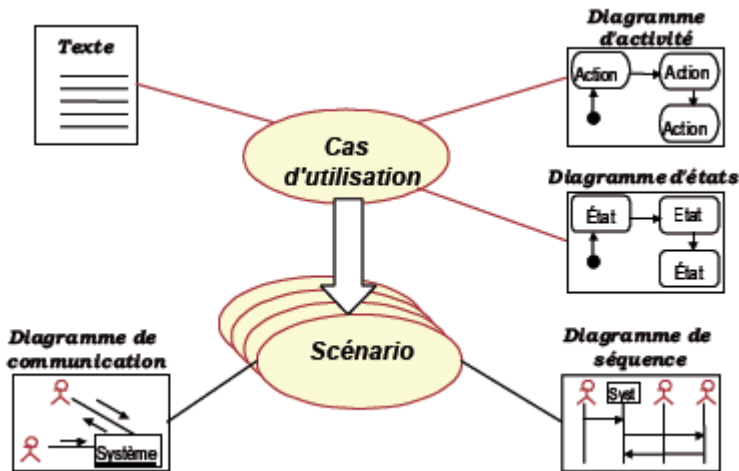 Texte
Diagramme
d'activité
Action
Action
Action
Cas
d'utilisation
Diagramme d'états
État
Etat
État
Scénario
Diagramme de
communication
Système
Diagramme de
séquence
Syst